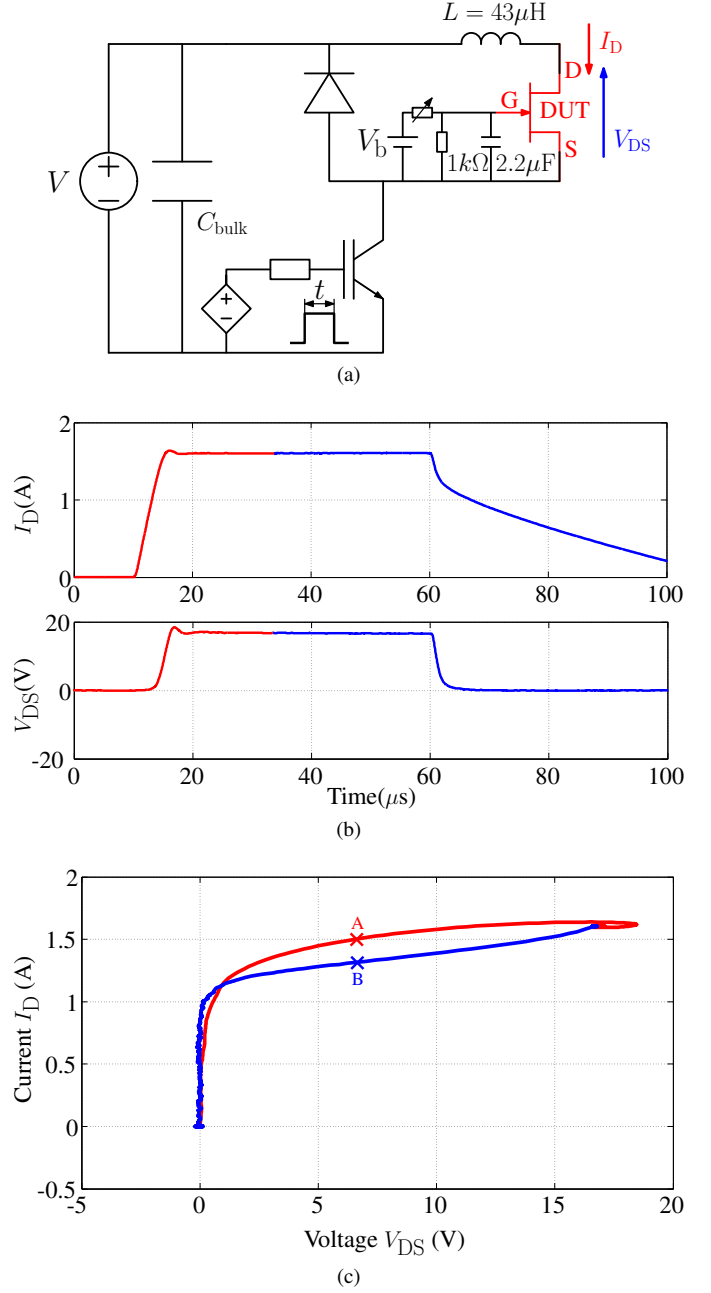 L = 43μH
I_D
D
G
DUT
V_b
V_DS
S
1kΩ 2.2μF
V
C_bulk
t
(a)
2
1
0
I_D(A)
0 20 40 60 80 100
20
0
-20
V_DS(V)
0 20 40 60 80 100
Time(μs)
(b)
2
1.5
1
0.5
0
-0.5
Current I_D (A)
A
B
-5 0 5 10 15 20
Voltage V_DS (V)
(c)